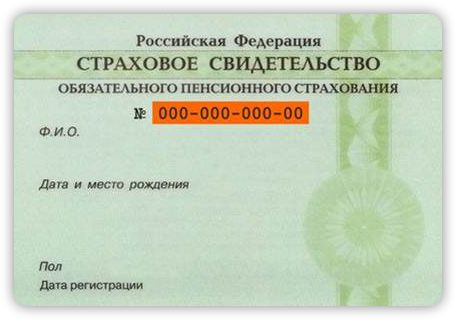 Российская Федерация
СТРАХОВОЕ СВИДЕТЕЛЬСТВО
ОБЯЗАТЕЛЬНОГО ПЕНСИОННОГО СТРАХОВАНИЯ
№ 000-000-000-00
Ф.И.О.
Дата и место рождения
Пол
Дата регистрации